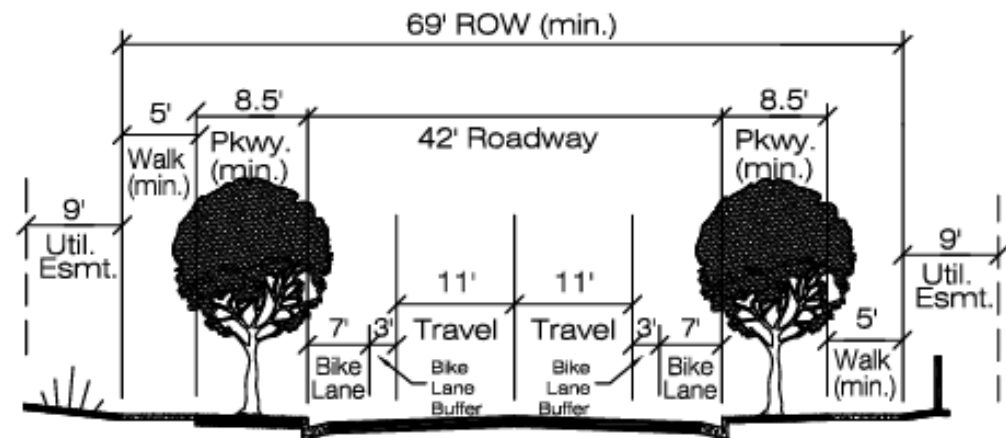 69' ROW (min.)
5'
8.5'
8.5'
Walk
(min.)
Pkwy.
(min.)
42' Roadway
Pkwy.
(min.)
9'
Util.
Esmt.
9'
Util.
Esmt.
11'
11'
Travel
Travel
7'
3'
3'
7'
5'
Bike
Lane
Bike
Lane
Buffer
Bike
Lane
Buffer
Bike
Lane
Walk
(min.)